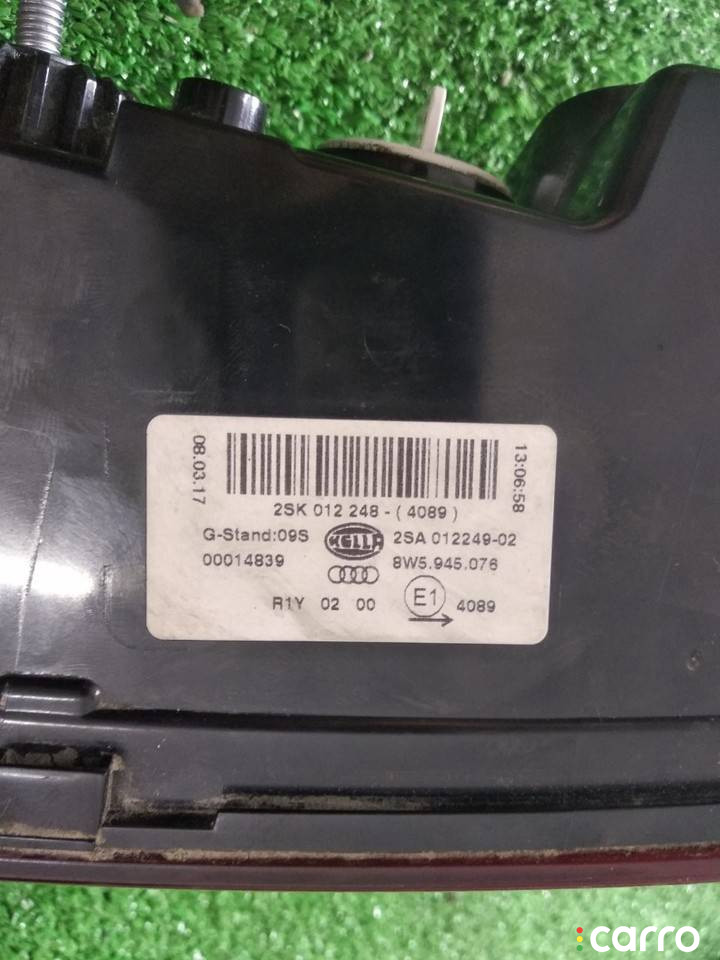 08.03.17
13:06:58
2SK 012 248 - ( 4089 )
G-Stand:09S HELLA 2SA 012249-02
00014839 8W5.945.076
R1Y 02 00 E1 4089
carro